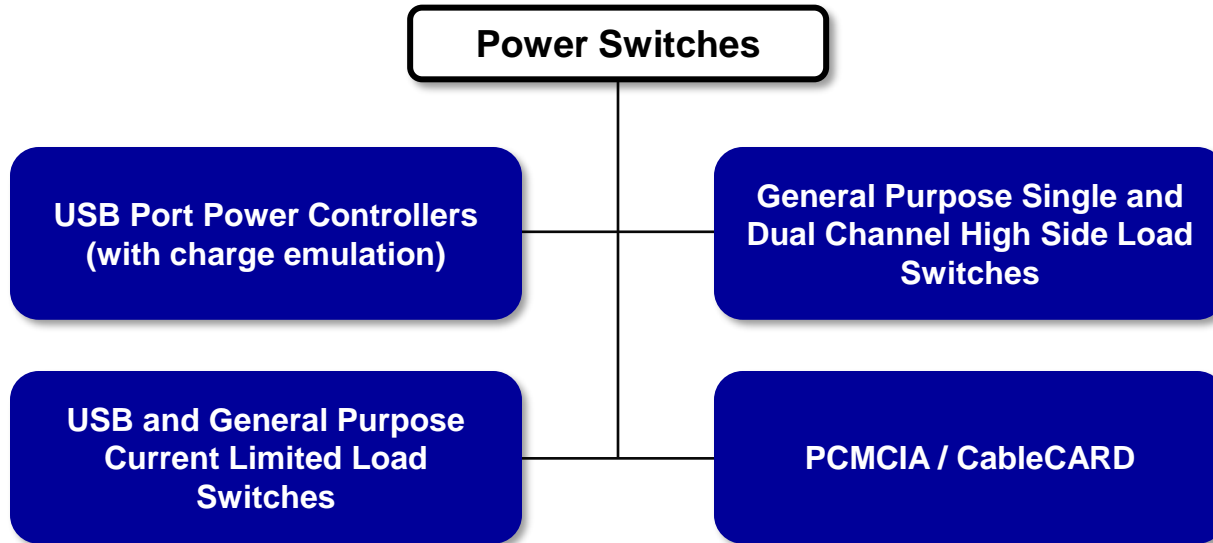 Power Switches
USB Port Power Controllers
(with charge emulation)
General Purpose Single and
Dual Channel High Side Load
Switches
USB and General Purpose
Current Limited Load
Switches
PCMCIA / CableCARD